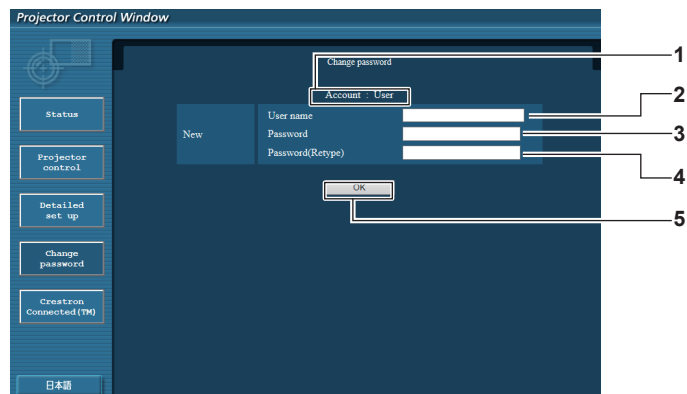 Projector Control Window
Change password
1
Account : User
2
Status
User name
New
Password
3
Password(Retype)
Projector
control
4
OK
Detailed
set up
5
Change
password
Crestron
Connected(TM)
日本語